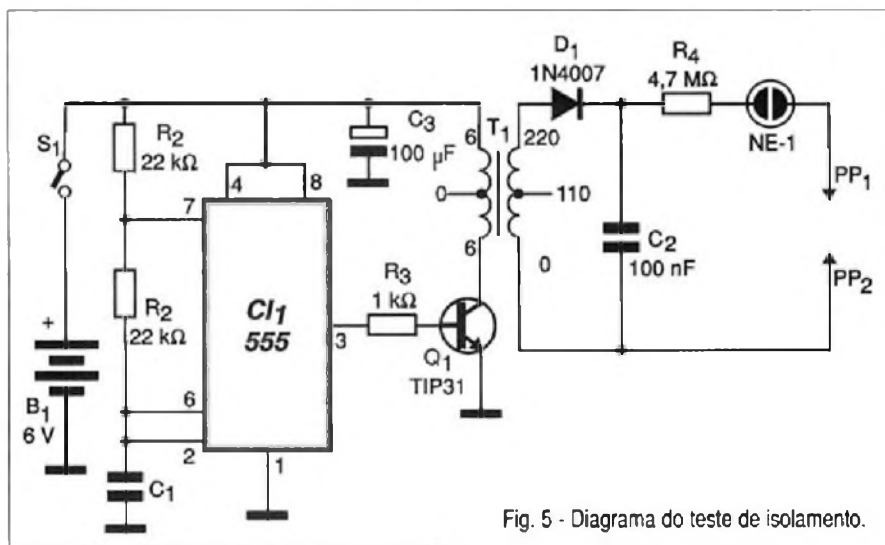 D1
1N4007
R4
4,7 MΩ
NE-1
S1
R2
22 kΩ
C3
100 µF
T1
6
220
0
110
6
0
4
8
7
PP1
PP2
C2
100 nF
R2
22 kΩ
CI1
555
R3
1 kΩ
3
Q1
TIP31
+
B1
6 V
6
2
1
C1
Fig. 5 - Diagrama do teste de isolamento.